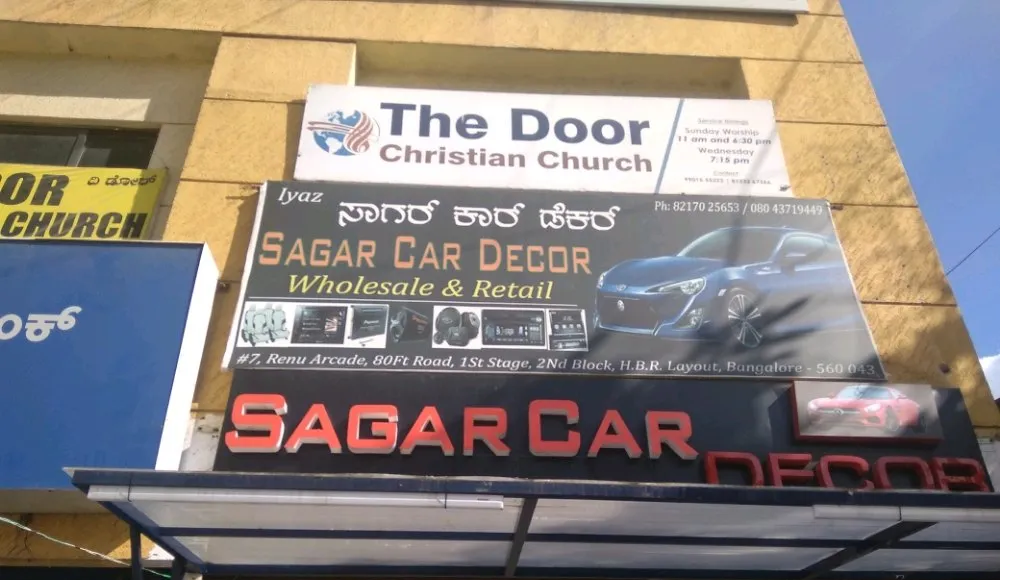 The Door
Christian Church
Service timings
Sunday Worship
11 am and 6:30 pm
Wednesday
7:15 pm
Contact
OOR
ದಿ ಡೋರ್
CHURCH
Iyaz
ಸಾಗರ್ ಕಾರ್ ಡೆಕರ್
Ph: 82170 25653 / 080 43719449
SAGAR CAR DECOR
Wholesale & Retail
#7, Renu Arcade, 80Ft Road, 1St Stage, 2Nd Block, H.B.R. Layout, Bangalore - 560 043
ಂಕ್
SAGAR CAR
DECOR